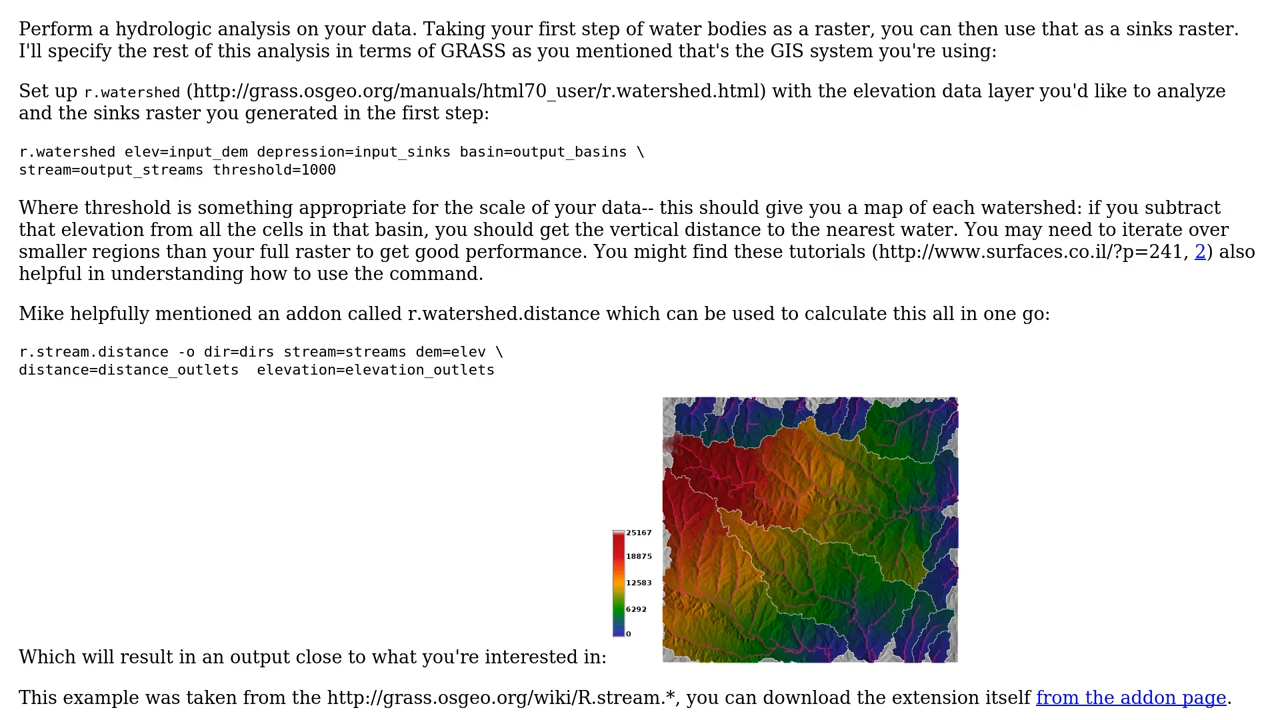 Perform a hydrologic analysis on your data. Taking your first step of water bodies as a raster, you can then use that as a sinks raster.
I'll specify the rest of this analysis in terms of GRASS as you mentioned that's the GIS system you're using:
Set up r.watershed (http://grass.osgeo.org/manuals/html70_user/r.watershed.html) with the elevation data layer you'd like to analyze
and the sinks raster you generated in the first step:
r.watershed elev=input_dem depression=input_sinks basin=output_basins \
stream=output_streams threshold=1000
Where threshold is something appropriate for the scale of your data-- this should give you a map of each watershed: if you subtract
that elevation from all the cells in that basin, you should get the vertical distance to the nearest water. You may need to iterate over
smaller regions than your full raster to get good performance. You might find these tutorials (http://www.surfaces.co.il/?p=241, 2) also
helpful in understanding how to use the command.
Mike helpfully mentioned an addon called r.watershed.distance which can be used to calculate this all in one go:
r.stream.distance -o dir=dirs stream=streams dem=elev \
distance=distance_outlets  elevation=elevation_outlets
25167
18875
12583
6292
0
Which will result in an output close to what you're interested in:
This example was taken from the http://grass.osgeo.org/wiki/R.stream.*, you can download the extension itself from the addon page.